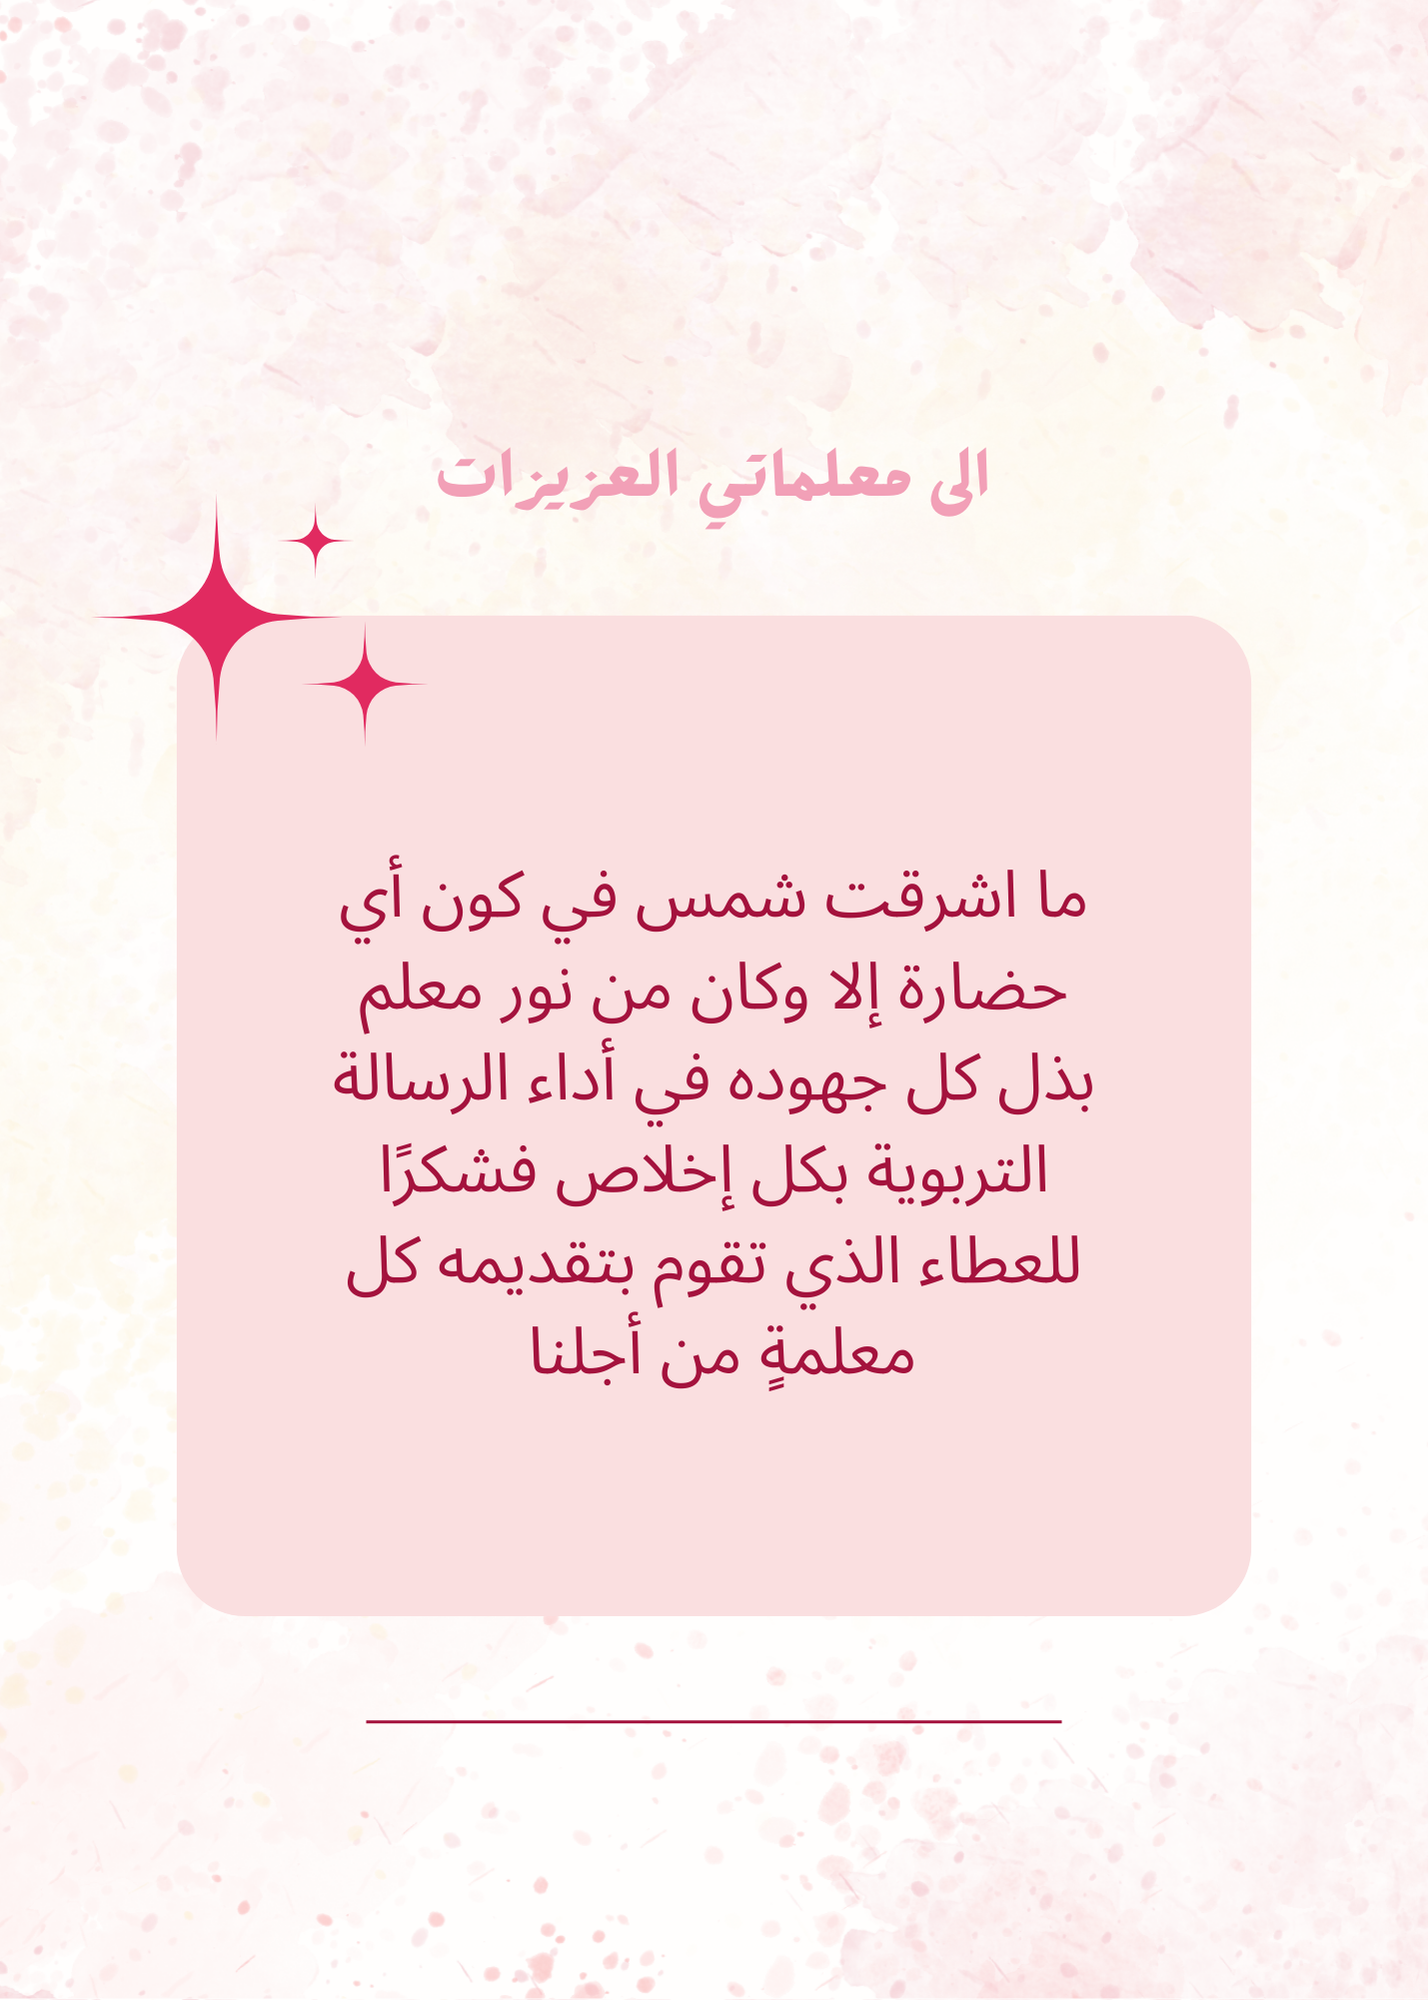 الى معلماتي العزيزات
ما اشرقت شمس في كون أي
حضارة إلا وكان من نور معلم
بذل كل جهوده في أداء الرسالة
التربوية بكل إخلاص فشكرًا
للعطاء الذي تقوم بتقديمه كل
معلمةٍ من أجلنا